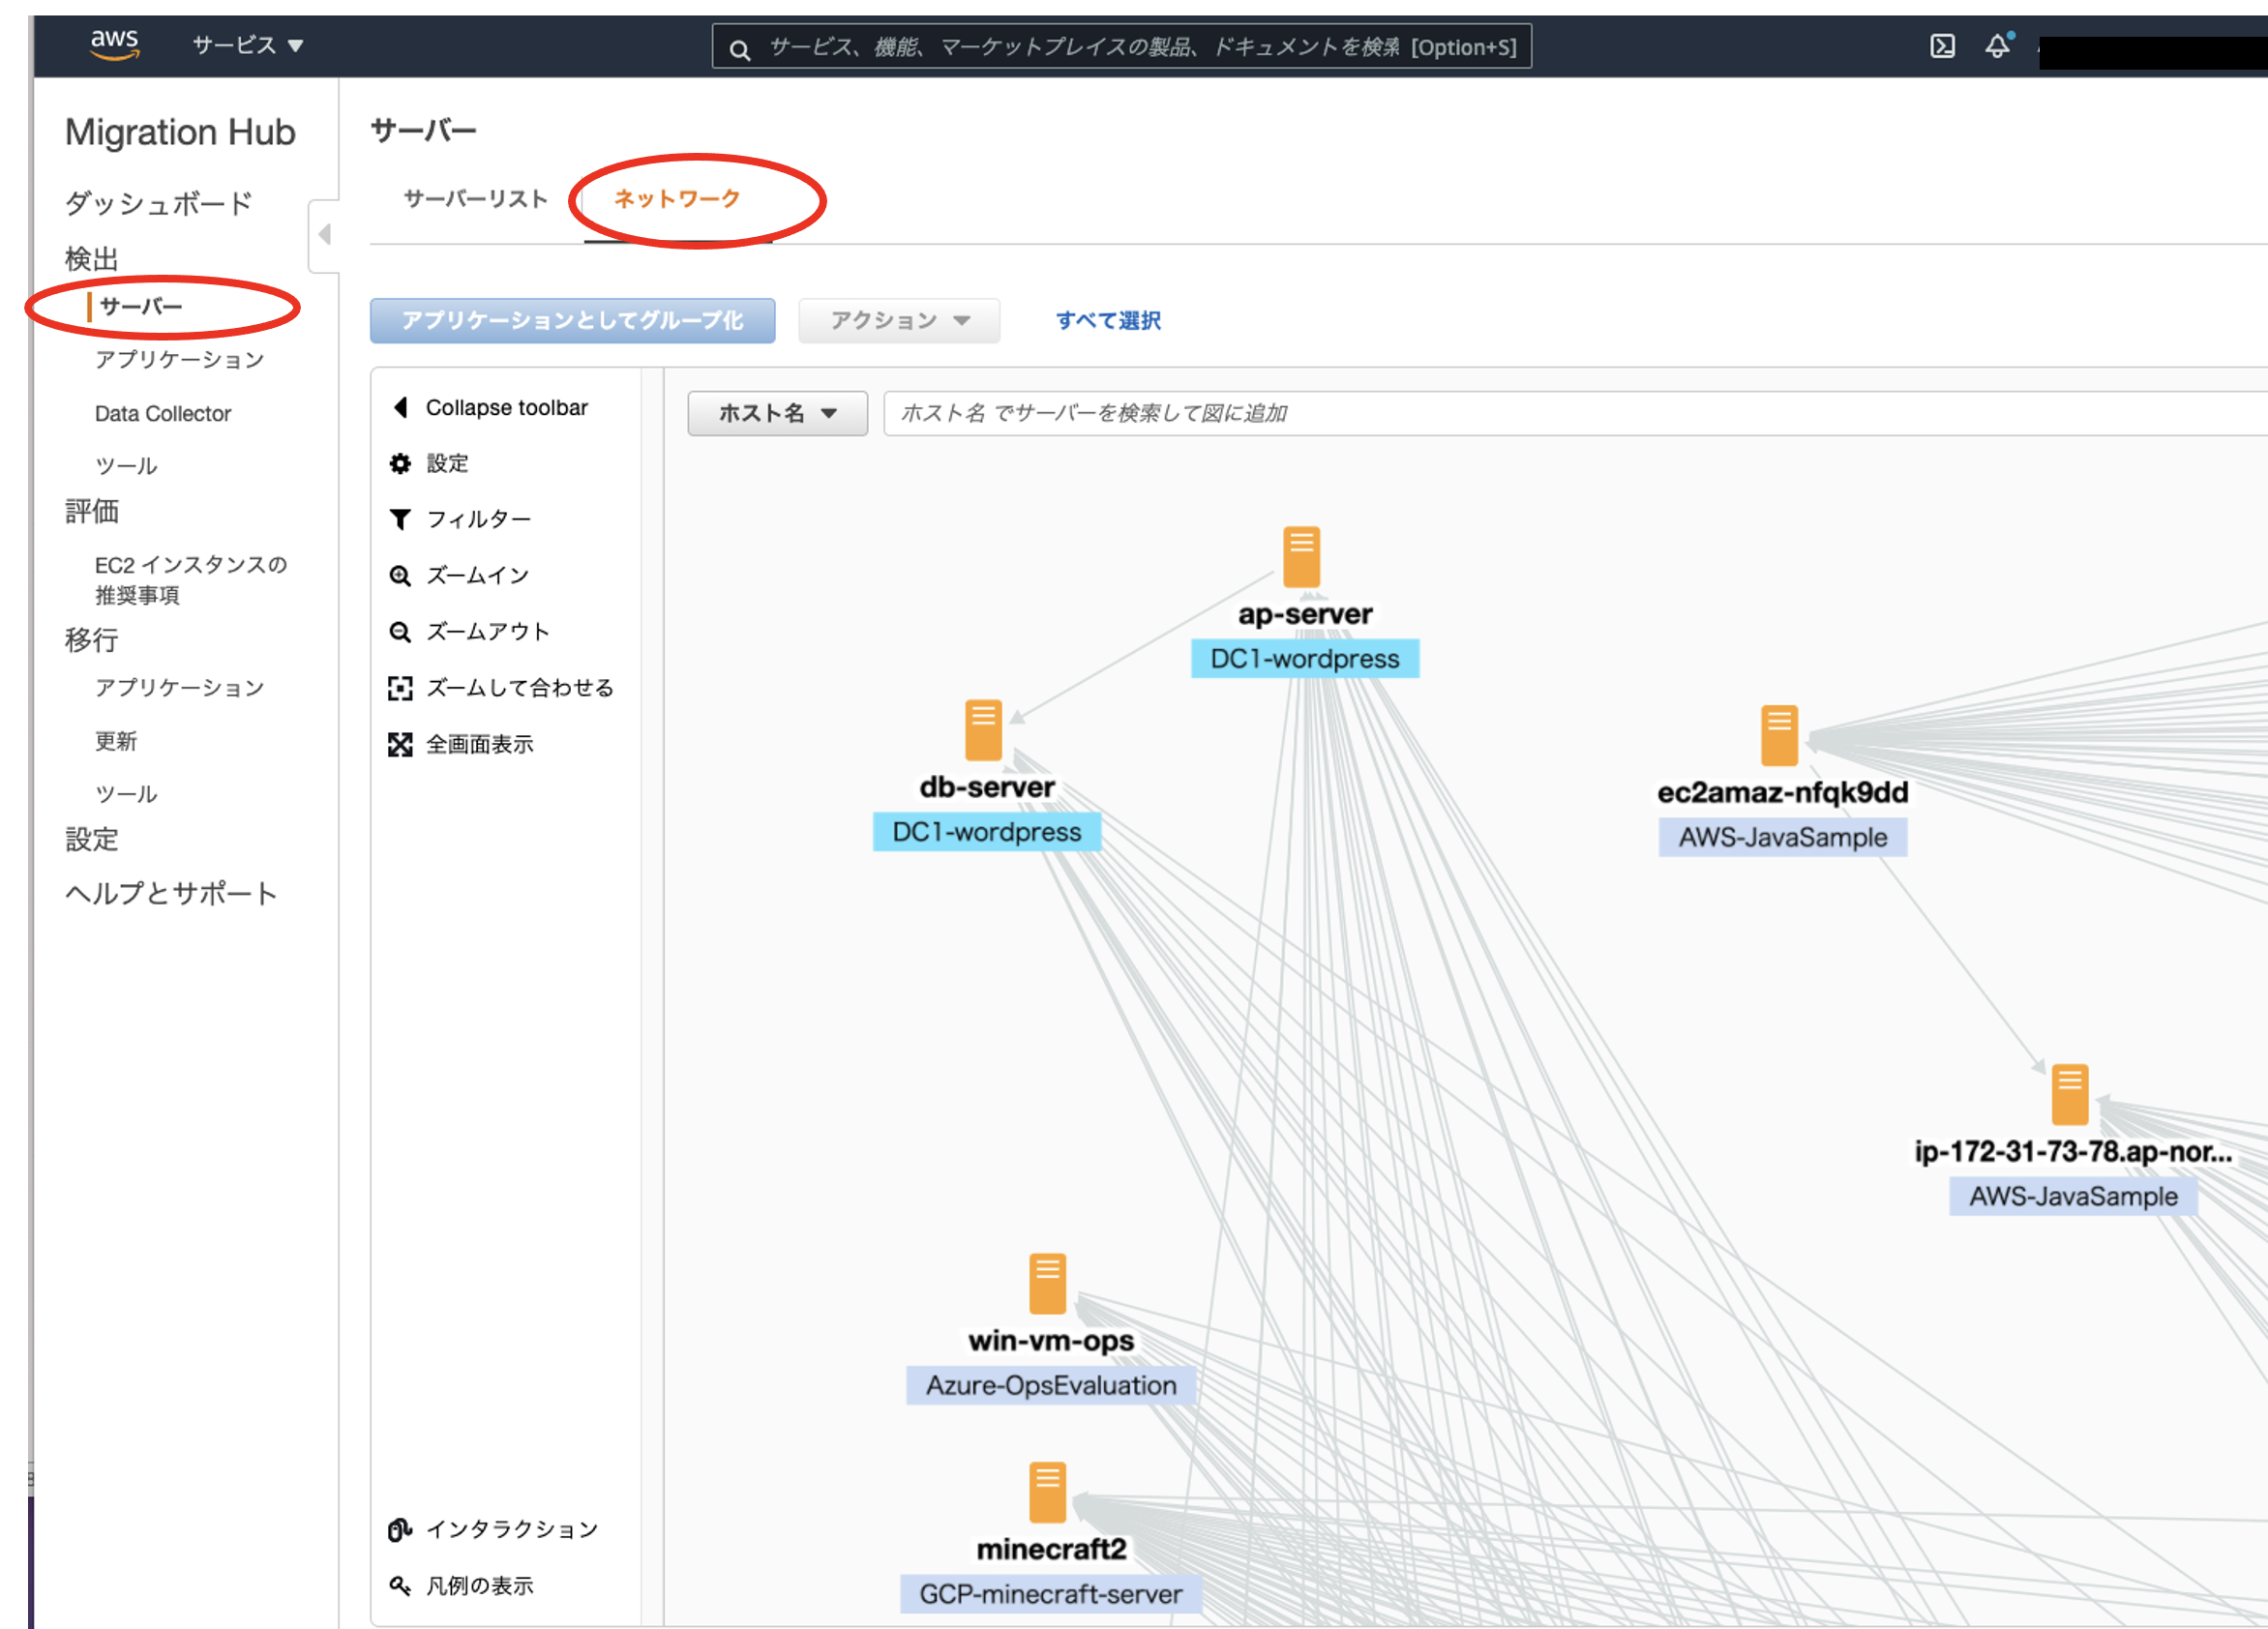 aws
サービス
サービス、機能、マーケットプレイスの製品、ドキュメントを検索 [Option+S]
Migration Hub
ダッシュボード
検出
サーバー
アプリケーション
Data Collector
ツール
評価
EC2 インスタンスの
推奨事項
移行
アプリケーション
更新
ツール
設定
ヘルプとサポート
サーバー
サーバーリスト
ネットワーク
アプリケーションとしてグループ化
アクション
すべて選択
Collapse toolbar
設定
フィルター
ズームイン
ズームアウト
ズームして合わせる
全画面表示
インタラクション
凡例の表示
ホスト名
ホスト名 でサーバーを検索して図に追加
ap-server
DC1-wordpress
db-server
DC1-wordpress
ec2amaz-nfqk9dd
AWS-JavaSample
ip-172-31-73-78.ap-nor...
AWS-JavaSample
win-vm-ops
Azure-OpsEvaluation
minecraft2
GCP-minecraft-server